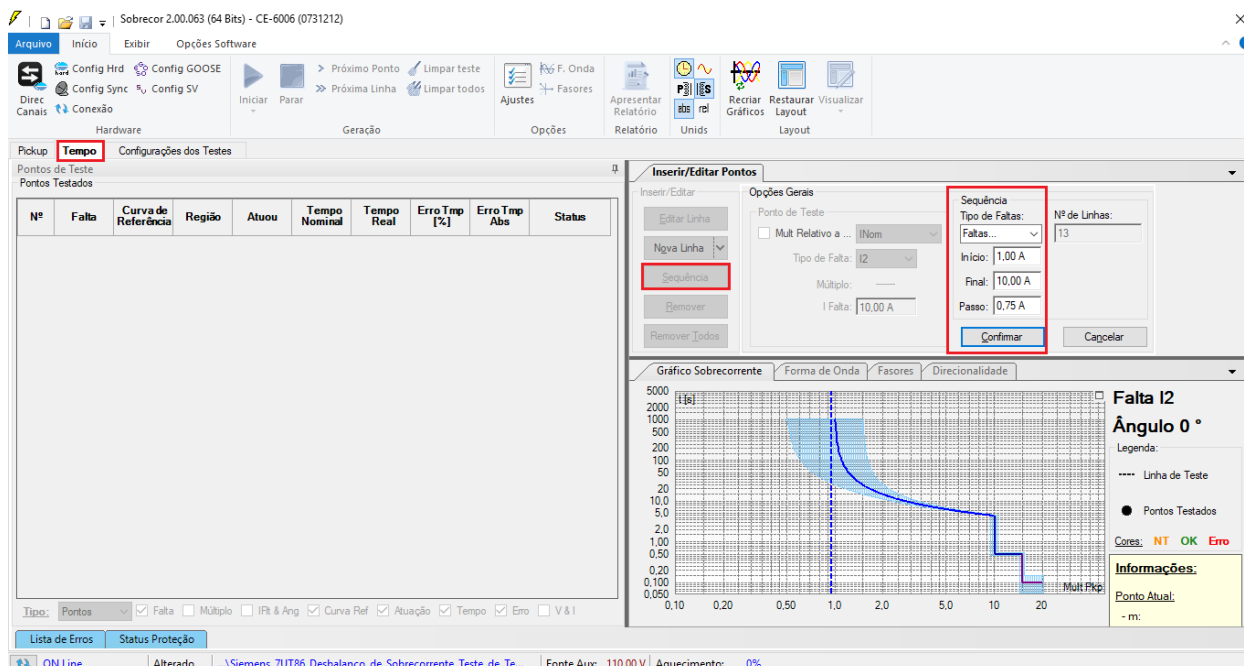 Sobrecor 2.00.063 (64 Bits) - CE-6006 (0731212)
Arquivo Início Exibir Opções Software
Direc Canais
Config Hrd Config GOOSE
Config Sync Config SV
Conexão
Hardware
Iniciar Parar
Próximo Ponto Limpar teste
Próxima Linha Limpar todos
Geração
Ajustes
F. Onda
Fasores
Opções
Apresentar Relatório
Relatório
abs rel
Unids
Recriar Gráficos
Restaurar Layout
Visualizar
Layout
Pickup Tempo Configurações dos Testes
Pontos de Teste
Pontos Testados
Nº Falta Curva de Referência Região Atuou Tempo Nominal Tempo Real Erro Tmp [%] Erro Tmp Abs Status
Tipo: Pontos Falta Múltiplo IRt & Ang Curva Ref Atuação Tempo Erro V & I
Inserir/Editar Pontos
Inserir/Editar
Editar Linha
Nova Linha
Sequência
Remover
Remover Todos
Opções Gerais
Ponto de Teste
Mult Relativo a ... INom
Tipo de Falta: I2
Múltiplo: -----
I Falta: 10,00 A
Sequência
Tipo de Faltas:
Faltas...
Início: 1,00 A
Final: 10,00 A
Passo: 0,75 A
Nº de Linhas:
13
Confirmar Cancelar
Gráfico Sobrecorrente Forma de Onda Fasores Direcionalidade
t [s]
5000
2000
1000
500
200
100
50
20
10,0
5,0
2,0
1,00
0,50
0,20
0,100
0,050
0,10 0,20 0,50 1,0 2,0 5,0 10 20
Mult Pkp
Falta I2
Ângulo 0 °
Legenda:
---- Linha de Teste
Pontos Testados
Cores: NT OK Erro
Informações:
Ponto Atual:
- m:
Lista de Erros Status Proteção
ON Line Alterado ..\Siemens_7UT86_Desbalanço_de_Sobrecorrente_Teste_de_Te... Fonte Aux: 110,00 V Aquecimento: 0%